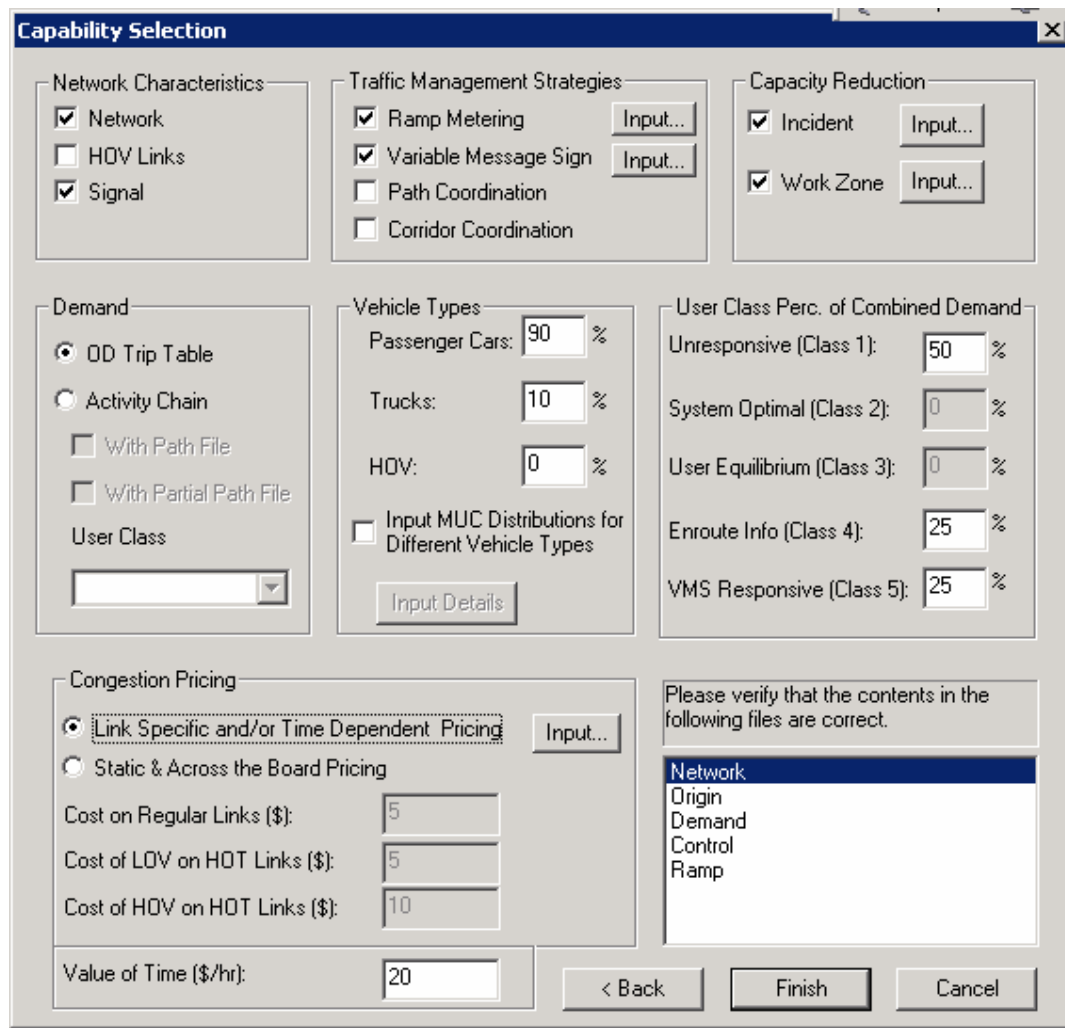 Capability Selection
Network Characteristics
Network
HOV Links
Signal
Traffic Management Strategies
Ramp Metering
Input...
Variable Message Sign
Input...
Path Coordination
Corridor Coordination
Capacity Reduction
Incident
Input...
Work Zone
Input...
Demand
OD Trip Table
Activity Chain
With Path File
With Partial Path File
User Class
Vehicle Types
Passenger Cars: 90 %
Trucks: 10 %
HOV: 0 %
Input MUC Distributions for
Different Vehicle Types
Input Details
User Class Perc. of Combined Demand
Unresponsive (Class 1): 50 %
System Optimal (Class 2): 0 %
User Equilibrium (Class 3): 0 %
Enroute Info (Class 4): 25 %
VMS Responsive (Class 5): 25 %
Congestion Pricing
Link Specific and/or Time Dependent Pricing
Input...
Static & Across the Board Pricing
Cost on Regular Links ($): 5
Cost of LOV on HOT Links ($): 5
Cost of HOV on HOT Links ($): 10
Value of Time ($/hr): 20
Please verify that the contents in the
following files are correct.
Network
Origin
Demand
Control
Ramp
< Back
Finish
Cancel